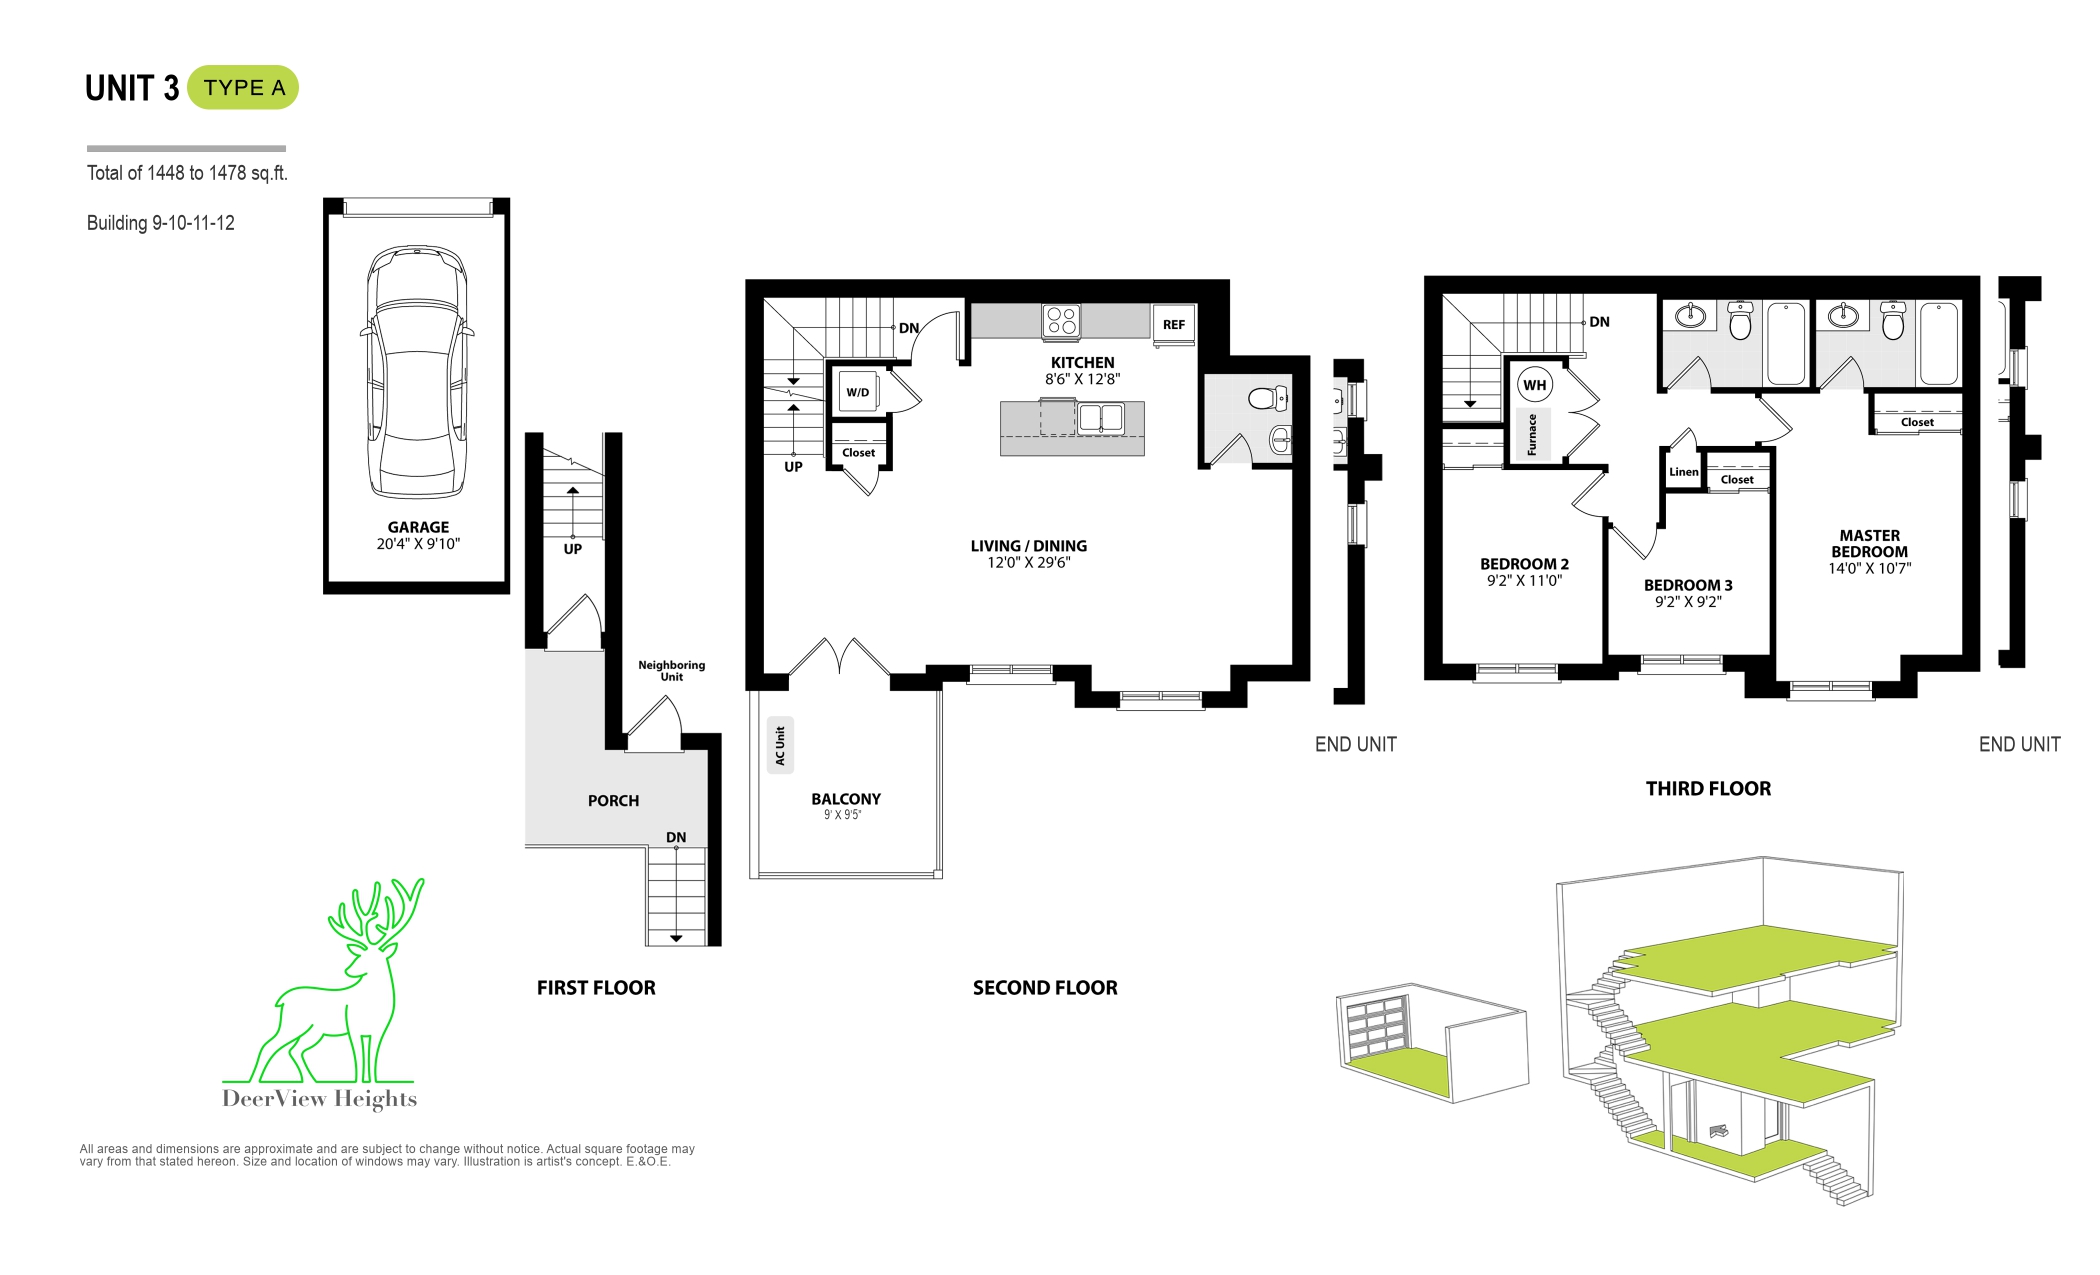 UNIT 3 TYPE A
Total of 1448 to 1478 sq.ft.
Building 9-10-11-12
GARAGE
20'4" X 9'10"
UP
Neighboring
Unit
PORCH
DN
FIRST FLOOR
DN
W/D
Closet
UP
KITCHEN
8'6" X 12'8"
REF
LIVING / DINING
12'0" X 29'6"
AC Unit
BALCONY
9' X 9'5"
SECOND FLOOR
END UNIT
DN
WH
Furnace
Linen
Closet
Closet
BEDROOM 2
9'2" X 11'0"
BEDROOM 3
9'2" X 9'2"
MASTER
BEDROOM
14'0" X 10'7"
THIRD FLOOR
END UNIT
DeerView Heights
All areas and dimensions are approximate and are subject to change without notice. Actual square footage may
vary from that stated hereon. Size and location of windows may vary. Illustration is artist's concept. E.&O.E.